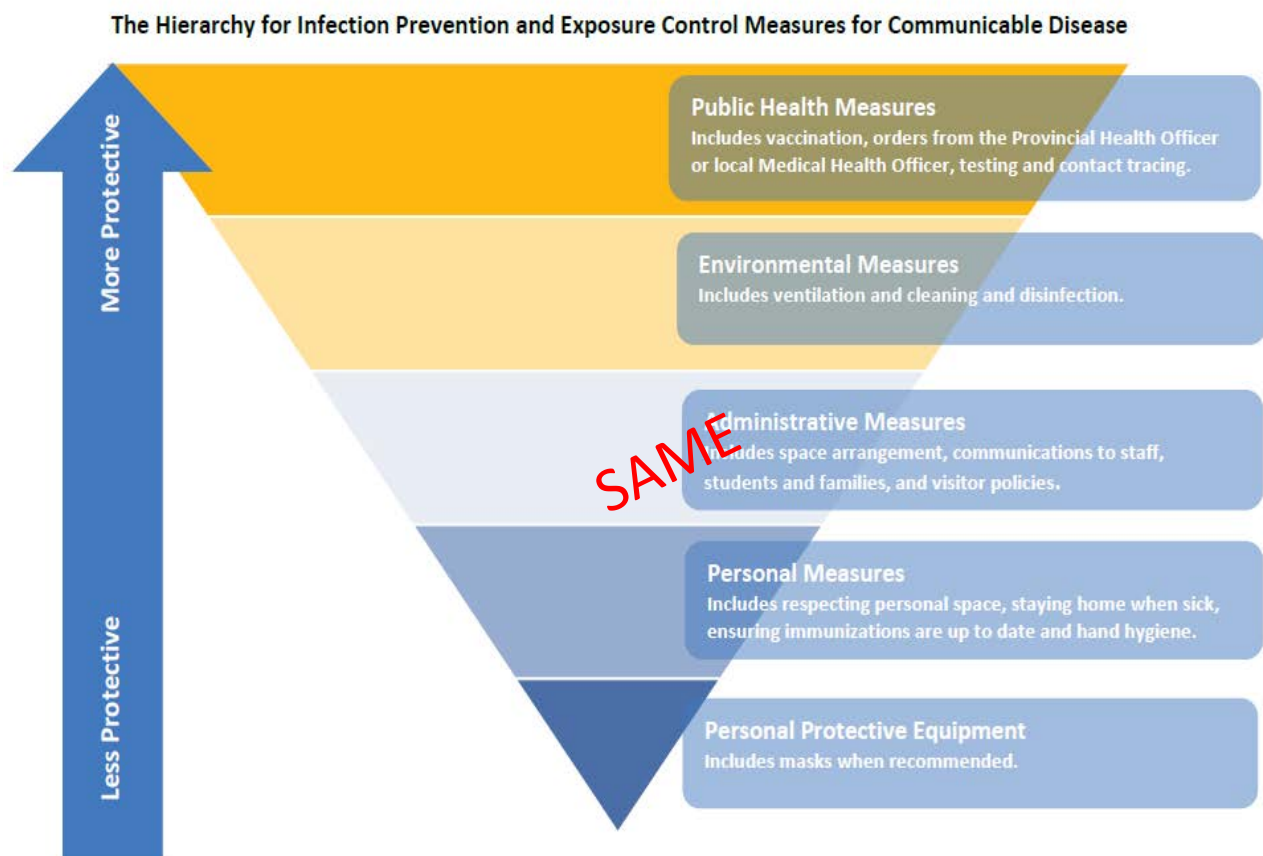 The Hierarchy for Infection Prevention and Exposure Control Measures for Communicable Disease
More Protective
Less Protective
Public Health Measures
Includes vaccination, orders from the Provincial Health Officer
or local Medical Health Officer, testing and contact tracing.
Environmental Measures
Includes ventilation and cleaning and disinfection.
SAME
Administrative Measures
Includes space arrangement, communications to staff,
students and families, and visitor policies.
Personal Measures
Includes respecting personal space, staying home when sick,
ensuring immunizations are up to date and hand hygiene.
Personal Protective Equipment
Includes masks when recommended.